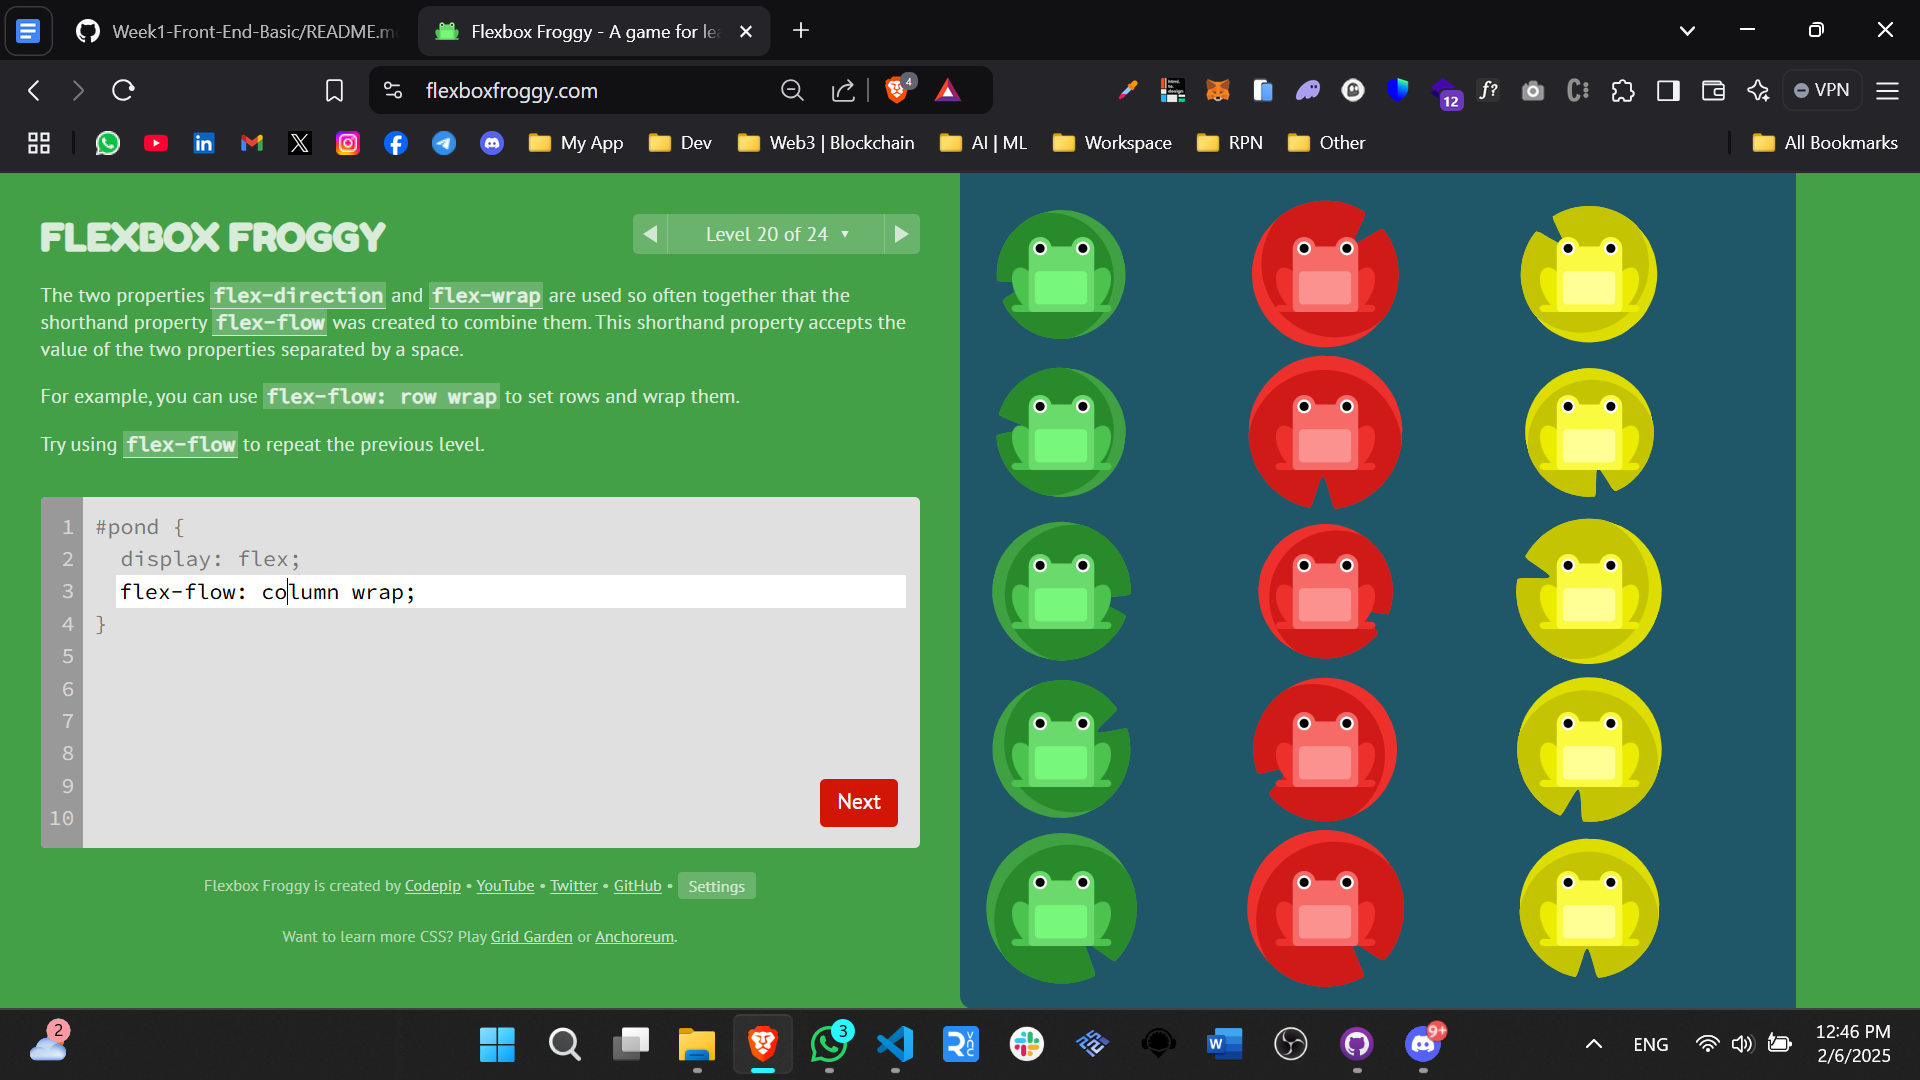 Week1-Front-End-Basic/README.m
Flexbox Froggy - A game for lea
flexboxfroggy.com
4
12
f?
VPN
My App
Dev
Web3 | Blockchain
AI | ML
Workspace
RPN
Other
All Bookmarks
FLEXBOX FROGGY
Level 20 of 24
The two properties flex-direction and flex-wrap are used so often together that the
shorthand property flex-flow was created to combine them. This shorthand property accepts the
value of the two properties separated by a space.
For example, you can use flex-flow: row wrap to set rows and wrap them.
Try using flex-flow to repeat the previous level.
1 #pond {
2 display: flex;
3 flex-flow: column wrap;
4 }
5
6
7
8
9
10
Next
Flexbox Froggy is created by Codepip • YouTube • Twitter • GitHub • Settings
Want to learn more CSS? Play Grid Garden or Anchoreum.
2
3
9+
ENG
12:46 PM
2/6/2025